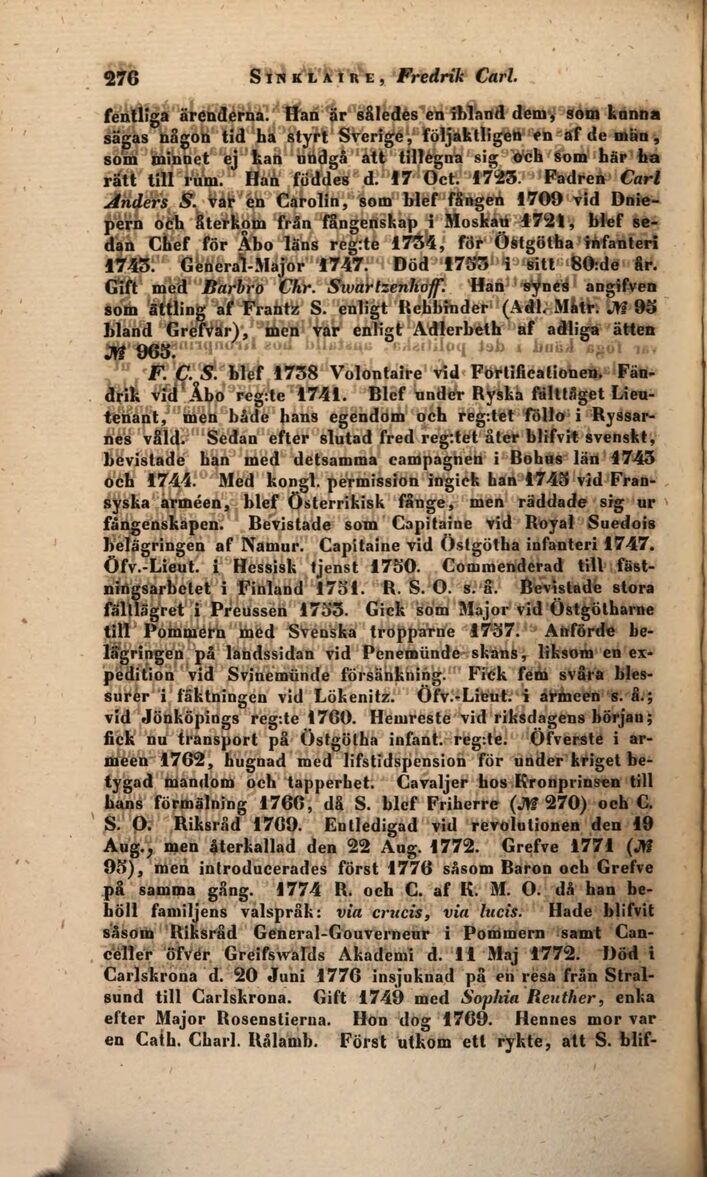 276 SINKLAIRE, Fredrik Carl.
fentliga ärenderna. Han är således en ibland dem, som kunna
sägas någon tid ha styrt Sverige, följaktligen en af de män,
som minnet ej kan undgå att tillegna sig och som här ha
rätt till rum. Han föddes d. 17 Oct. 1723. Fadren Carl
Anders S. var en Carolin, som blef fången 1709 vid Dnie-
pern och återkom från fångenskap i Moskau 1721, blef se-
dan Chef för Åbo läns reg:te 1734, för Östgötha infanteri
1743. General-Major 1747. Död 1753 i sitt 80:de år.
Gift med Barbro Chr. Swartzenhoff. Han synes angifven
som ättling af Frantz S. enligt Rehbinder (Adl. Matr. № 95
bland Grefvar), men var enligt Adlerbeth af adliga ätten
№ 965.
F. C. S. blef 1738 Volontaire vid Fortificationen. Fän-
drik vid Åbo reg:te 1741. Blef under Ryska fälttåget Lieu-
tenant, men både hans egendom och reg:tet föllo i Ryssar-
nes våld. Sedan efter slutad fred reg:tet åter blifvit svenskt,
bevistade han med detsamma campagnen i Bohus län 1743
och 1744. Med kongl. permission ingick han 1745 vid Fran-
syska arméen, blef Österrikisk fånge, men räddade sig ur
fångenskapen. Bevistade som Capitaine vid Royal Suedois
belägringen af Namur. Capitaine vid Östgötha infanteri 1747.
Öfv.-Lieut. i Hessisk tjenst 1750. Commenderad till fäst-
ningsarbetet i Finland 1751. R. S. O. s. å. Bevistade stora
fältlägret i Preussen 1753. Gick som Major vid Östgötharne
till Pommern med Svenska tropparne 1757. Anförde be-
lägringen på landssidan vid Penemünde skans, liksom en ex-
pedition vid Svinemünde försänkning. Fick fem svåra bles-
surer i fäktningen vid Lökenitz. Öfv.-Lieut. i armeen s. å.;
vid Jönköpings reg:te 1760. Hemreste vid riksdagens början;
fick nu transport på Östgötha infant. reg:te. Öfverste i ar-
méen 1762, hugnad med lifstidspension för under kriget be-
tygad mandom och tapperhet. Cavaljer hos Kronprinsen till
hans förmälning 1766, då S. blef Friherre (№ 270) och C.
S. O. Riksråd 1769. Entledigad vid revolutionen den 19
Aug., men återkallad den 22 Aug. 1772. Grefve 1771 (№
95), men introducerades först 1776 såsom Baron och Grefve
på samma gång. 1774 R. och C. af K. M. O. då han be-
höll familjens valspråk: via crucis, via lucis. Hade blifvit
såsom Riksråd General-Gouverneur i Pommern samt Can-
celler öfver Greifswalds Akademi d. 11 Maj 1772. Död i
Carlskrona d. 20 Juni 1776 insjuknad på en resa från Stral-
sund till Carlskrona. Gift 1749 med Sophia Reuther, enka
efter Major Rosenstierna. Hon dog 1769. Hennes mor var
en Cath. Charl. Rålamb. Först utkom ett rykte, att S. blif-